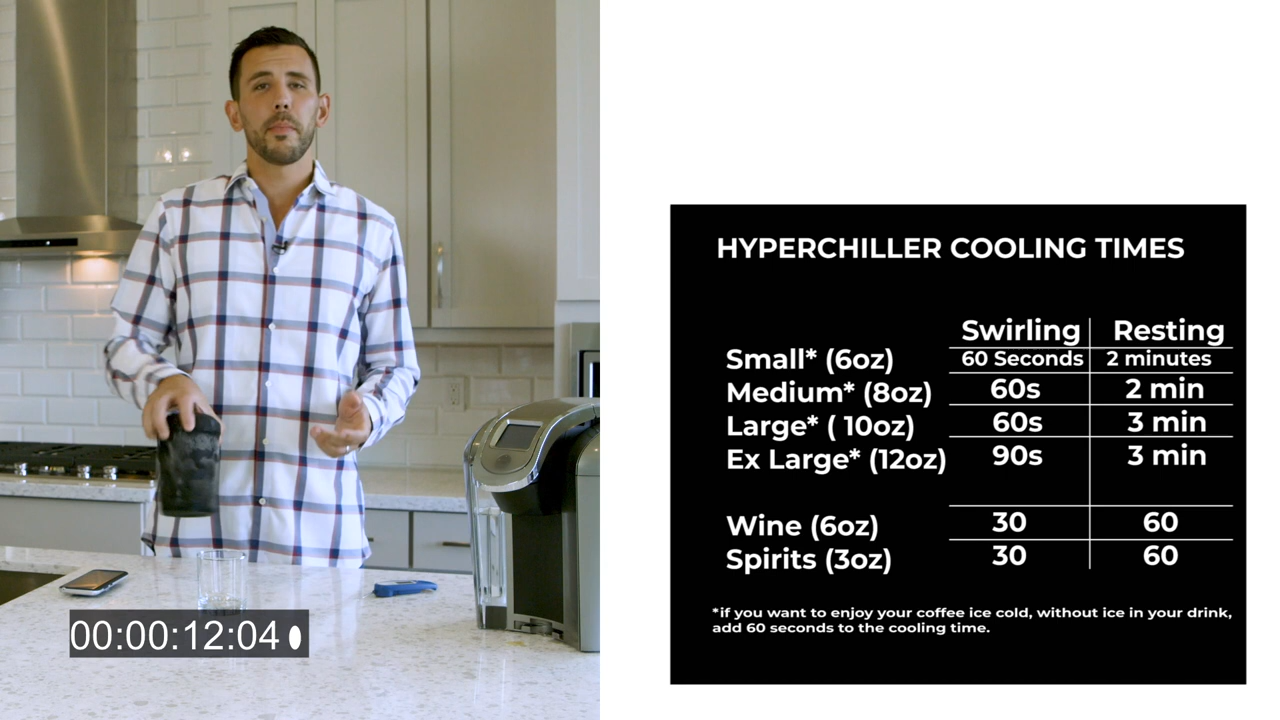 HYPERCHILLER COOLING TIMES
Swirling Resting
Small* (6oz) 60 Seconds 2 minutes
Medium* (8oz) 60s 2 min
Large* ( 10oz) 60s 3 min
Ex Large* (12oz) 90s 3 min
Wine (6oz) 30 60
Spirits (3oz) 30 60
*if you want to enjoy your coffee ice cold, without ice in your drink,
add 60 seconds to the cooling time.
00:00:12:04